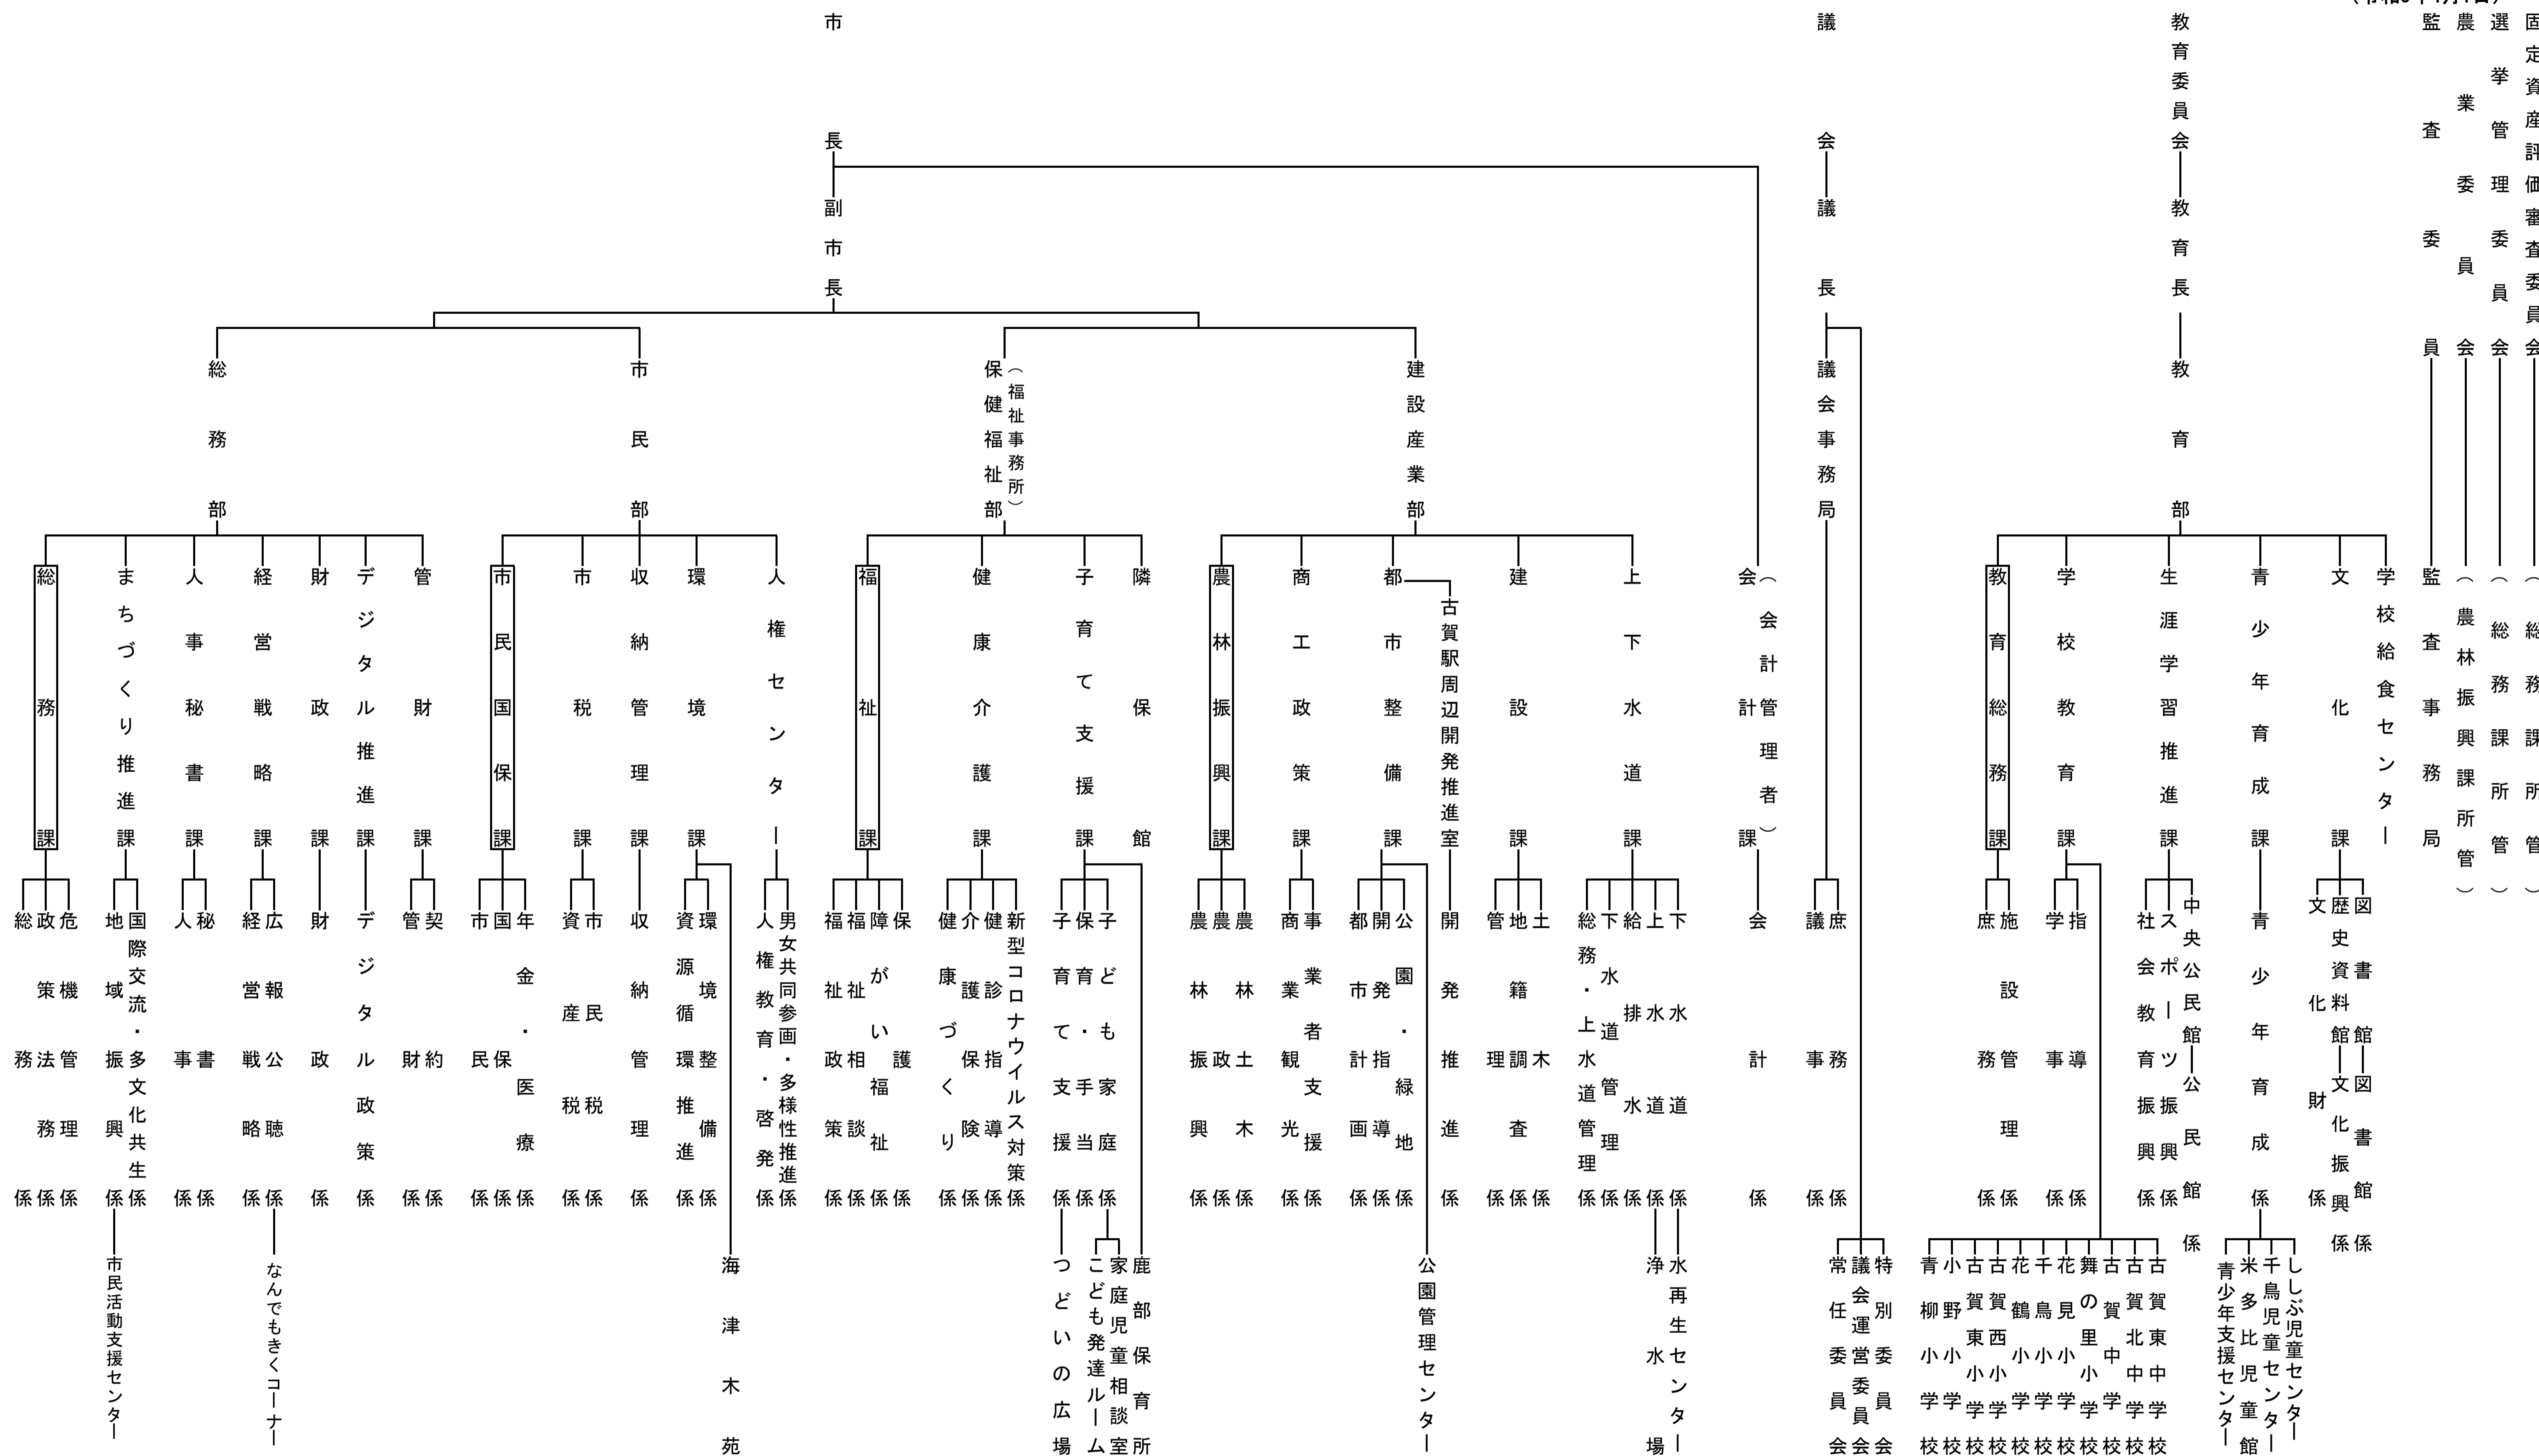 市長
副市長
総務部
総務課
総務係
政策法務係
危機管理係
まちづくり推進課
地域振興係
国際交流・多文化共生係
市民活動支援センター
人事秘書課
人事係
秘書係
経営戦略課
経営戦略係
広報公聴係
なんでもきくコーナー
財政課
財政係
デジタル推進課
デジタル政策係
管財課
管財係
契約係
市民部
市民国保課
市民係
国保係
年金・医療係
市税課
資産税係
市民税係
収納管理課
収納管理係
環境課
資源循環推進係
環境整備係
海津木苑
人権センター
人権教育・啓発係
男女共同参画・多様性推進係
保健福祉部
（福祉事務所）
福祉課
福祉政策係
福祉相談係
障がい福祉係
保護係
健康介護課
健康づくり係
介護保険係
健診指導係
新型コロナウイルス対策係
子育て支援課
子育て支援係
保育・手当係
子ども家庭係
つどいの広場
こども発達ルーム
家庭児童相談室
鹿部保育所
隣保館
建設産業部
農林振興課
農林振興係
農政係
農林土木係
商工政策課
商業観光係
事業者支援係
都市整備課
都市計画係
開発指導係
公園・緑地係
公園管理センター
古賀駅周辺開発推進室
開発推進係
建設課
管理係
地籍調査係
土木係
上下水道課
総務・上水道管理係
下水道管理係
給排水係
上水道係
下水道係
浄水場
水再生センター
会計課
（会計管理者）
会計係
議会
議長
議会事務局
議事係
庶務係
常任委員会
議会運営委員会
特別委員会
教育委員会
教育長
教育部
教育総務課
庶務係
施設管理係
学校教育課
学事係
指導係
青柳小学校
小野小学校
古賀東小学校
古賀西小学校
花鶴小学校
千鳥小学校
花見小学校
舞の里小学校
古賀中学校
古賀北中学校
古賀東中学校
生涯学習推進課
社会教育振興係
スポーツ振興係
中央公民館
公民館係
青少年育成課
青少年育成係
青少年支援センター
米多比児童館
千鳥児童センター
ししぶ児童センター
文化課
文化財係
歴史資料館
文化振興係
図書館
図書館係
学校給食センター
監査委員
監査事務局
農業委員会
（農林振興課所管）
選挙管理委員会
（総務課所管）
固定資産評価審査委員会
（総務課所管）